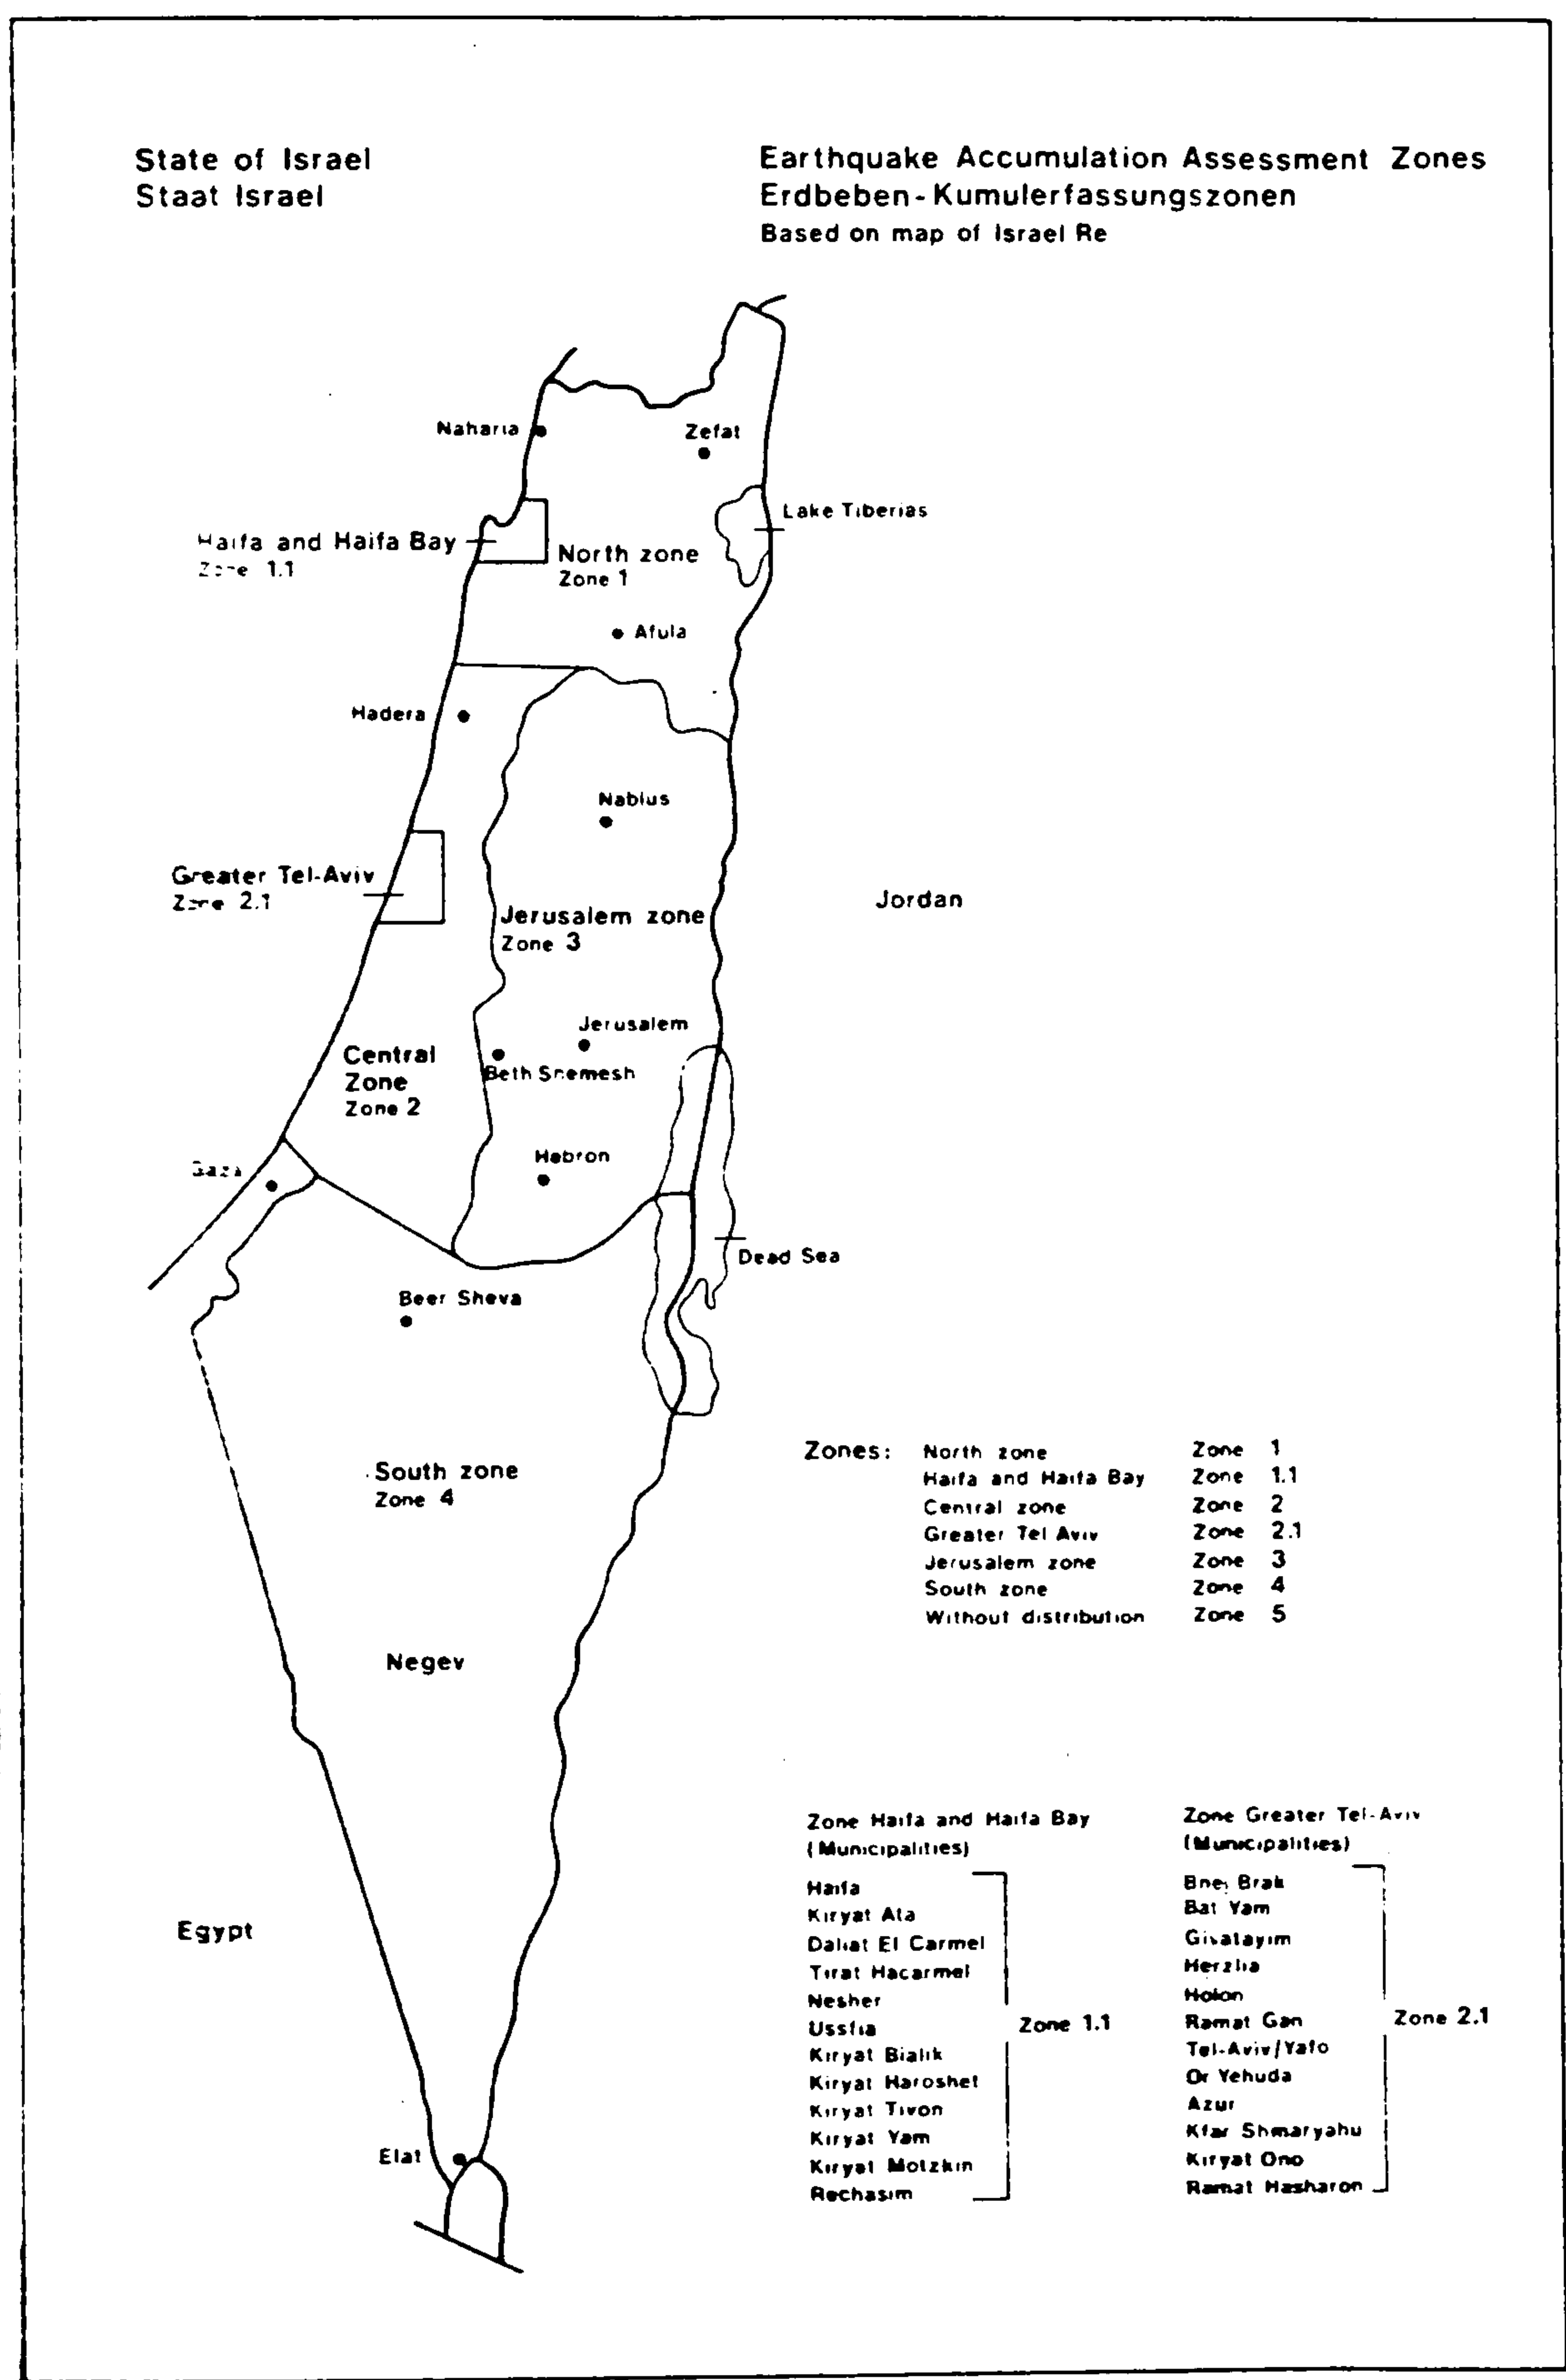 State of Israel
Staat Israel
Earthquake Accumulation Assessment Zones
Erdbeben-Kumulerfassungszonen
Based on map of Israel Re
Naharia
Zefat
Lake Tiberias
Haifa and Haifa Bay
Zone 1.1
North zone
Zone 1
Afula
Hadera
Nablus
Greater Tel-Aviv
Zone 2.1
Jordan
Jerusalem zone
Zone 3
Jerusalem
Central
Zone
Zone 2
Beth Shemesh
Hebron
Gaza
Dead Sea
Beer Sheva
South zone
Zone 4
Negev
Egypt
Elat
Zones: North zone Zone 1
Haifa and Haifa Bay Zone 1.1
Central zone Zone 2
Greater Tel Aviv Zone 2.1
Jerusalem zone Zone 3
South zone Zone 4
Without distribution Zone 5
Zone Haifa and Haifa Bay
(Municipalities)
Haifa
Kiryat Ata
Daliat El Carmel
Tirat Hacarmel
Nesher
Ussfia
Kiryat Bialik
Kiryat Haroshet
Kiryat Tivon
Kiryat Yam
Kiryat Motzkin
Rechasim
Zone 1.1
Zone Greater Tel-Aviv
(Municipalities)
Bnei Brak
Bat Yam
Givatayim
Herzlia
Holon
Ramat Gan
Tel-Aviv/Yafo
Or Yehuda
Azur
Kfar Shmaryahu
Kiryat Ono
Ramat Hasharon
Zone 2.1